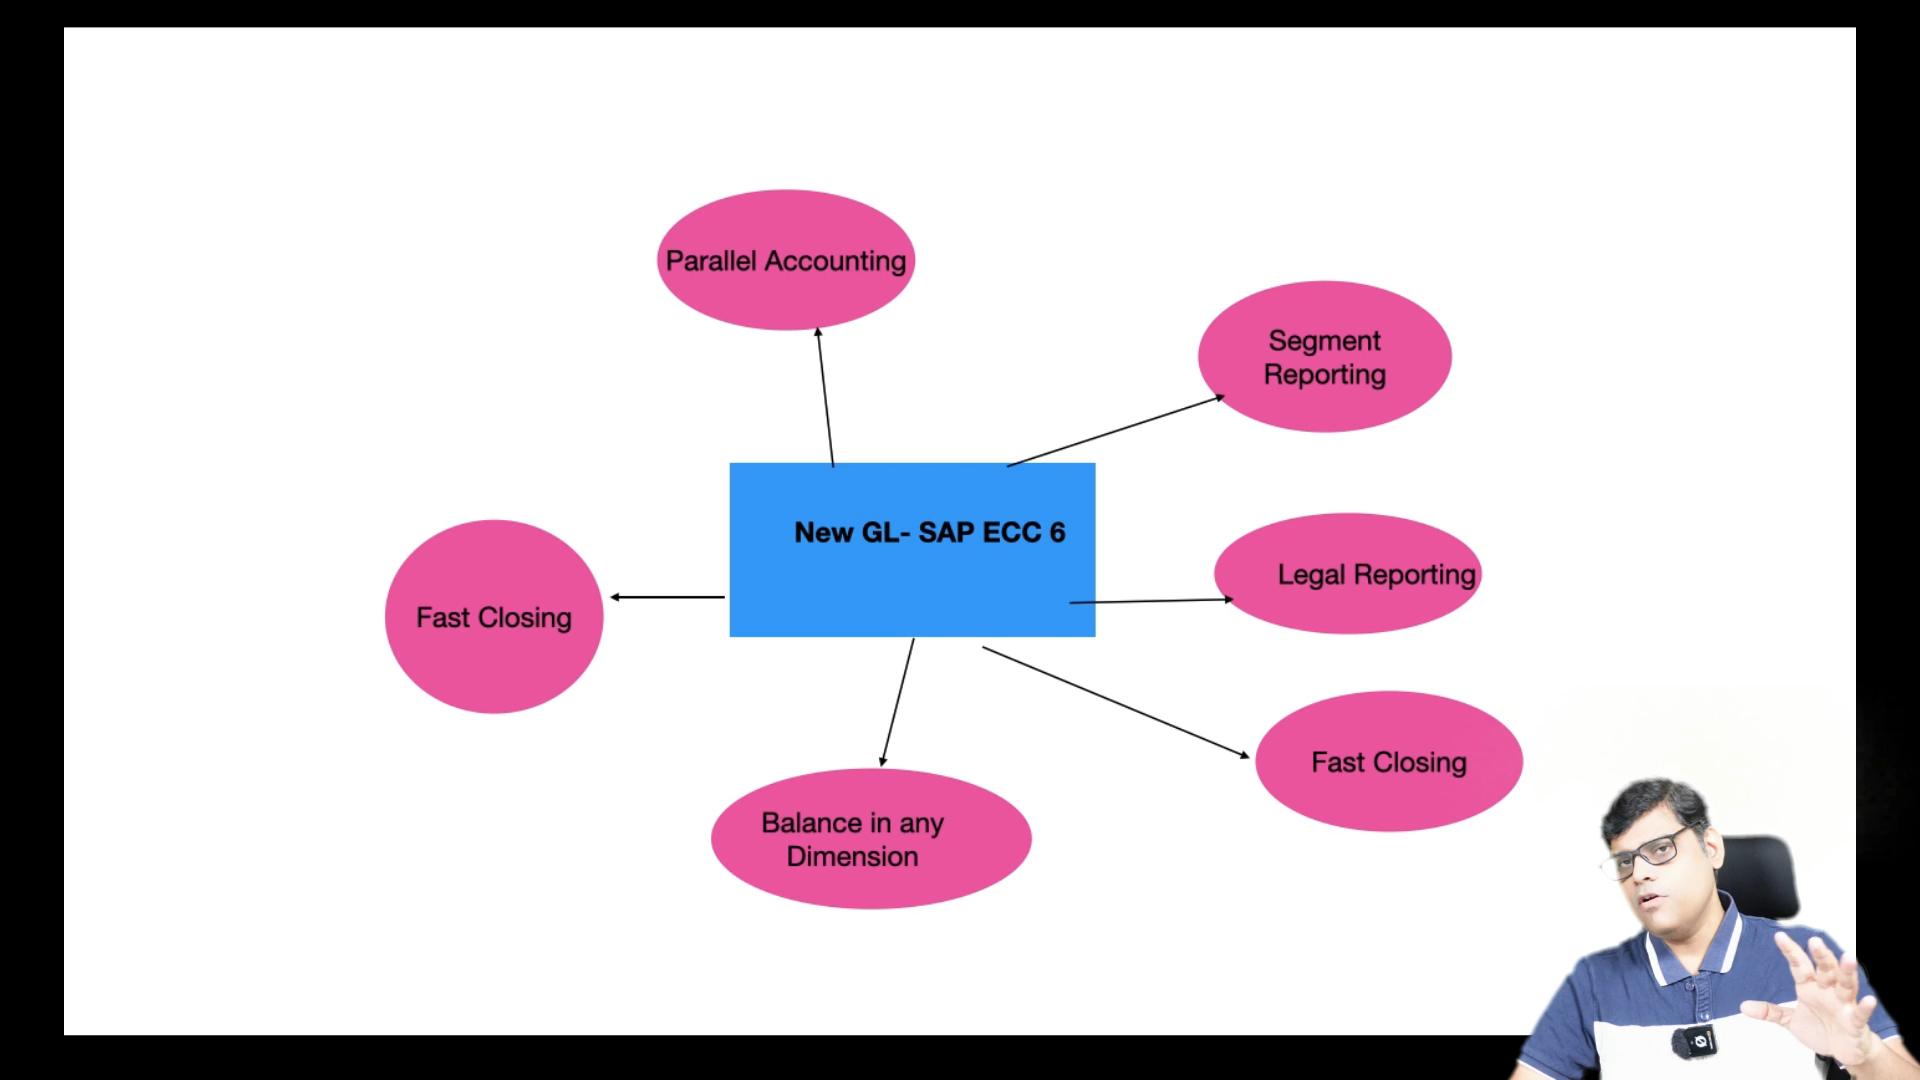 Parallel Accounting
Segment
Reporting
New GL- SAP ECC 6
Legal Reporting
Fast Closing
Fast Closing
Balance in any
Dimension